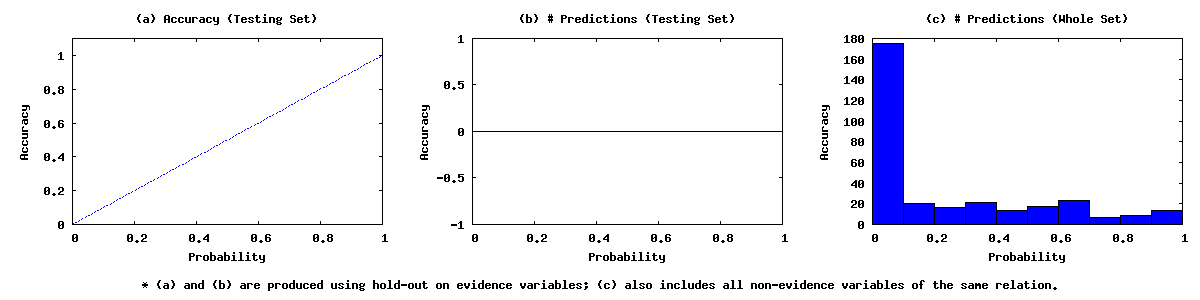 (a) Accuracy (Testing Set)
(b) # Predictions (Testing Set)
(c) # Predictions (Whole Set)
Accuracy
1
0.8
0.6
0.4
0.2
0
0 0.2 0.4 0.6 0.8 1
Probability
Accuracy
1
0.5
0
-0.5
-1
0 0.2 0.4 0.6 0.8 1
Probability
Accuracy
180
160
140
120
100
80
60
40
20
0
0 0.2 0.4 0.6 0.8 1
Probability
* (a) and (b) are produced using hold-out on evidence variables; (c) also includes all non-evidence variables of the same relation.